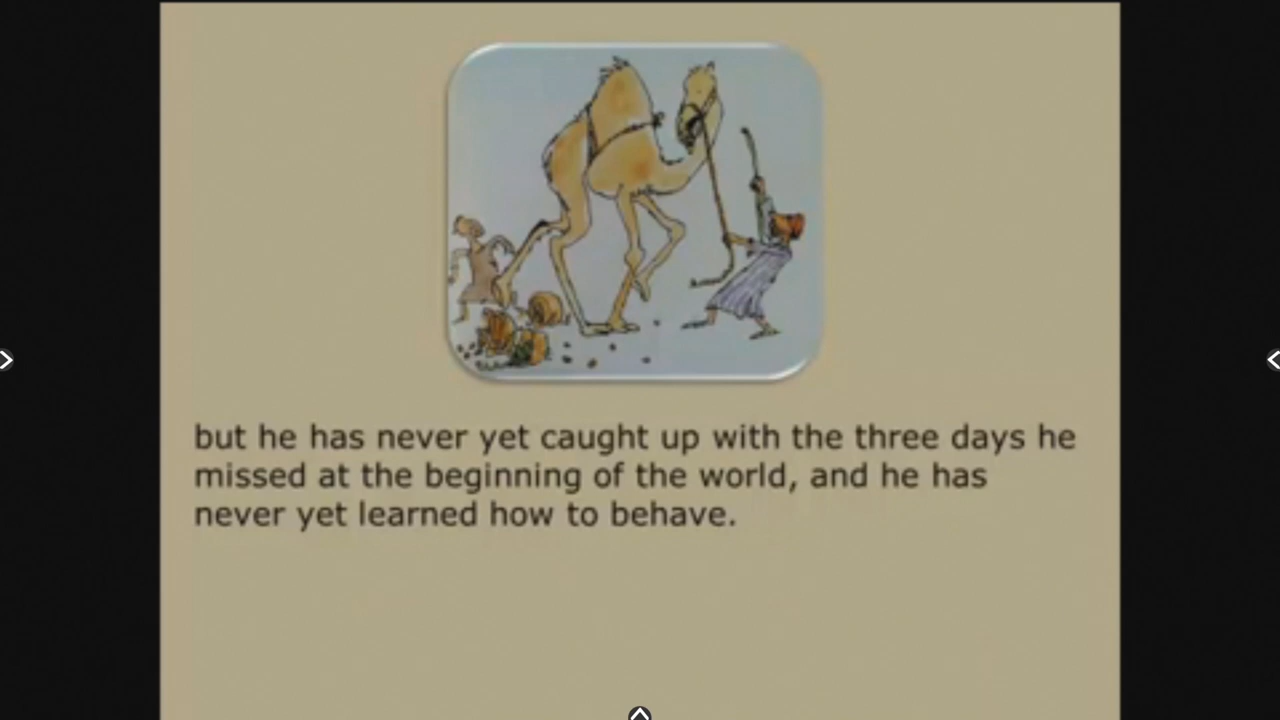 but he has never yet caught up with the three days he
missed at the beginning of the world, and he has
never yet learned how to behave.